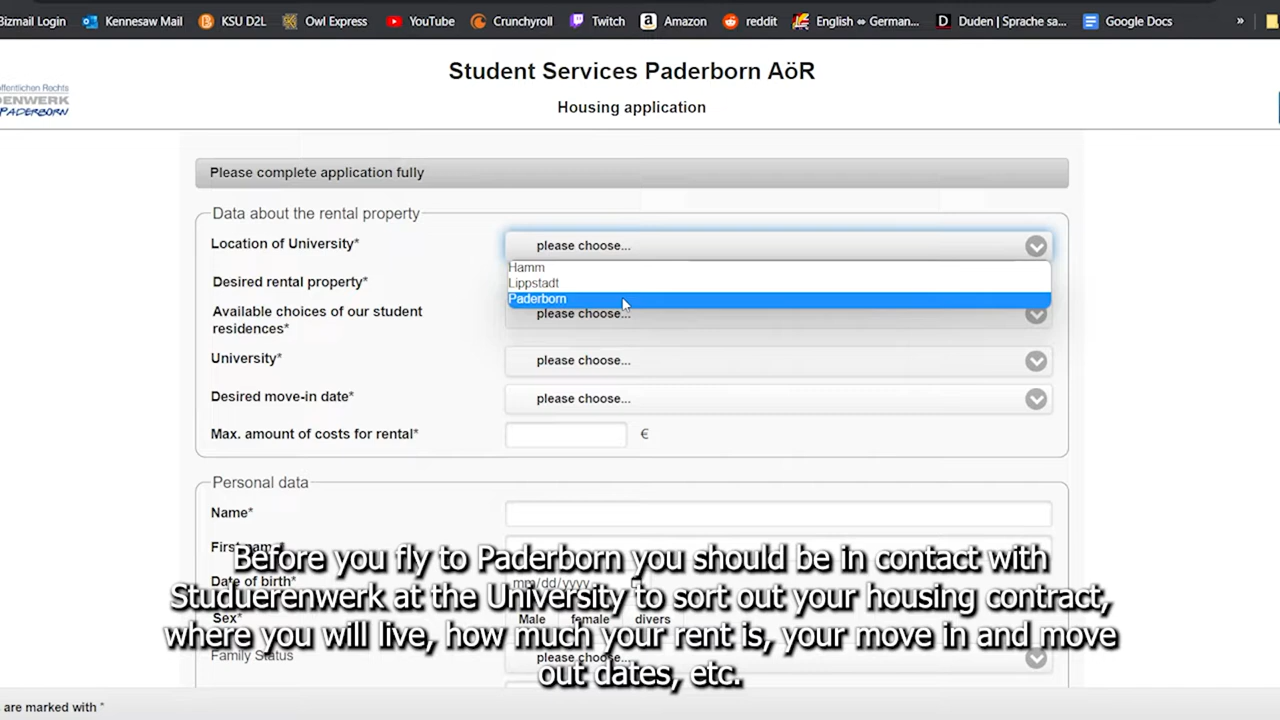 Bizmail Login Kennesaw Mail KSU D2L Owl Express YouTube Crunchyroll Twitch Amazon reddit English ⇔ German... Duden | Sprache sa... Google Docs »
Student Services Paderborn AöR
öffentlichen Rechts
DENWERK
PADERBORN
Housing application
Please complete application fully
Data about the rental property
Location of University* please choose...
Hamm
Lippstadt
Desired rental property*
Paderborn
Available choices of our student residences* please choose...
University* please choose...
Desired move-in date* please choose...
Max. amount of costs for rental* €
Personal data
Name*
First name*
Before you fly to Paderborn you should be in contact with
Date of birth* mm/dd/yyyy
Studuerenwerk at the University to sort out your housing contract,
Sex* Male female divers
where you will live, how much your rent is, your move in and move
Family Status please choose...
out dates, etc.
are marked with *